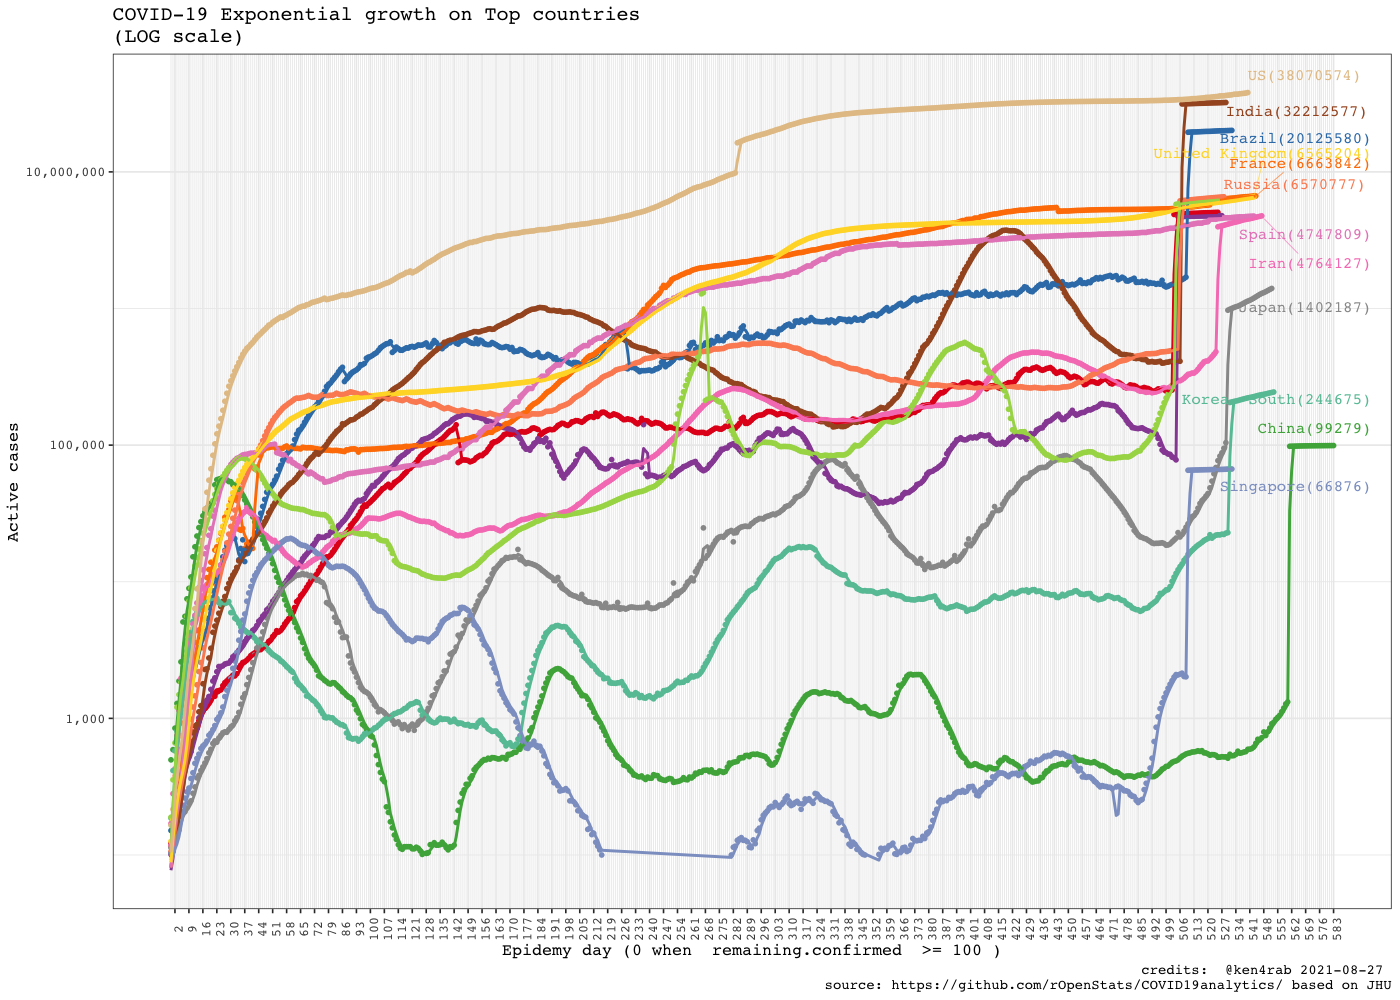 COVID-19 Exponential growth on Top countries
(LOG scale)
US(38070574)
India(32212577)
Brazil(20125580)
United Kingdom(6565204)
France(6663842)
Russia(6570777)
Spain(4747809)
Iran(4764127)
Japan(1402187)
Korea, South(244675)
China(99279)
Singapore(66876)
10,000,000
100,000
1,000
Active cases
2 9 16 23 30 37 44 51 58 65 72 79 86 93 100 107 114 121 128 135 142 149 156 163 170 177 184 191 198 205 212 219 226 233 240 247 254 261 268 275 282 289 296 303 310 317 324 331 338 345 352 359 366 373 380 387 394 401 408 415 422 429 436 443 450 457 464 471 478 485 492 499 506 513 520 527 534 541 548 555 562 569 576 583
Epidemy day (0 when  remaining.confirmed  >= 100 )
credits:  @ken4rab 2021-08-27
source: https://github.com/rOpenStats/COVID19analytics/ based on JHU